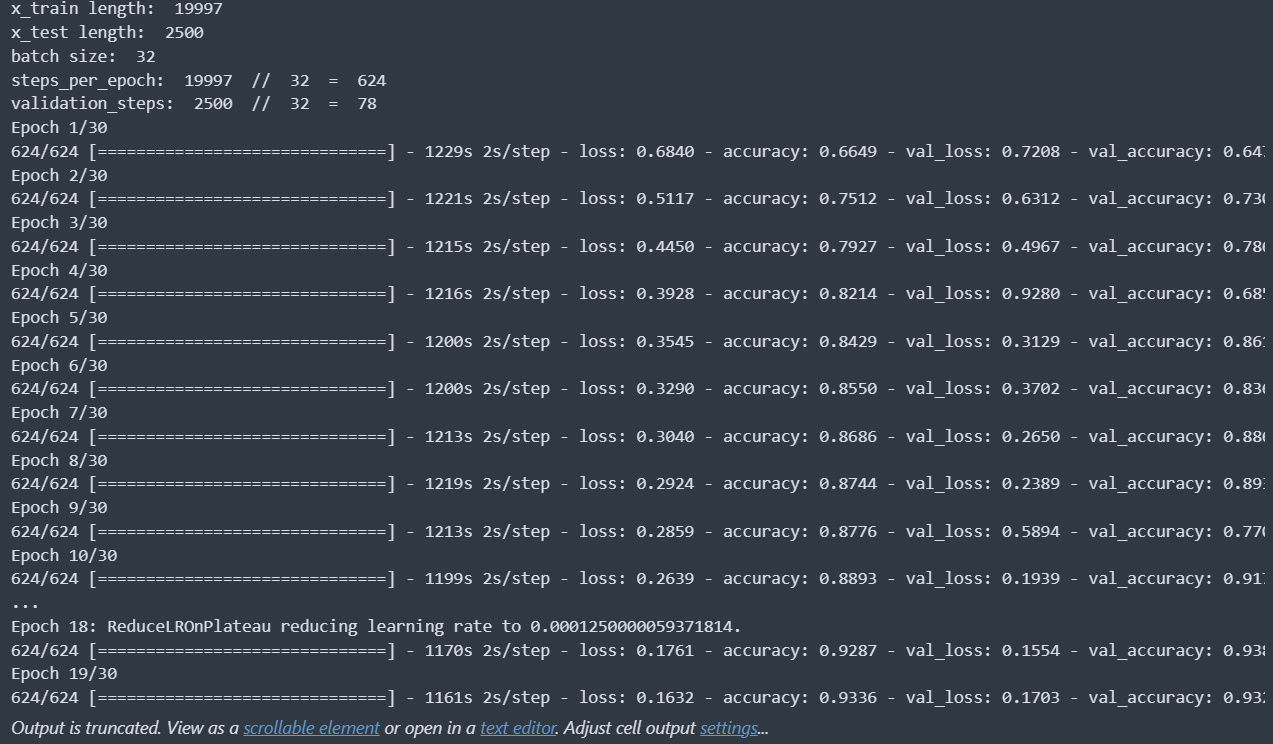 x_train length:  19997
x_test length:  2500
batch size:  32
steps_per_epoch:  19997  //  32  =  624
validation_steps:  2500  //  32  =  78
Epoch 1/30
624/624 [==============================] - 1229s 2s/step - loss: 0.6840 - accuracy: 0.6649 - val_loss: 0.7208 - val_accuracy: 0.647
Epoch 2/30
624/624 [==============================] - 1221s 2s/step - loss: 0.5117 - accuracy: 0.7512 - val_loss: 0.6312 - val_accuracy: 0.730
Epoch 3/30
624/624 [==============================] - 1215s 2s/step - loss: 0.4450 - accuracy: 0.7927 - val_loss: 0.4967 - val_accuracy: 0.78
Epoch 4/30
624/624 [==============================] - 1216s 2s/step - loss: 0.3928 - accuracy: 0.8214 - val_loss: 0.9280 - val_accuracy: 0.68
Epoch 5/30
624/624 [==============================] - 1200s 2s/step - loss: 0.3545 - accuracy: 0.8429 - val_loss: 0.3129 - val_accuracy: 0.86
Epoch 6/30
624/624 [==============================] - 1200s 2s/step - loss: 0.3290 - accuracy: 0.8550 - val_loss: 0.3702 - val_accuracy: 0.83
Epoch 7/30
624/624 [==============================] - 1213s 2s/step - loss: 0.3040 - accuracy: 0.8686 - val_loss: 0.2650 - val_accuracy: 0.88
Epoch 8/30
624/624 [==============================] - 1219s 2s/step - loss: 0.2924 - accuracy: 0.8744 - val_loss: 0.2389 - val_accuracy: 0.89
Epoch 9/30
624/624 [==============================] - 1213s 2s/step - loss: 0.2859 - accuracy: 0.8776 - val_loss: 0.5894 - val_accuracy: 0.77
Epoch 10/30
624/624 [==============================] - 1199s 2s/step - loss: 0.2639 - accuracy: 0.8893 - val_loss: 0.1939 - val_accuracy: 0.91
...
Epoch 18: ReduceLROnPlateau reducing learning rate to 0.0001250000059371814.
624/624 [==============================] - 1170s 2s/step - loss: 0.1761 - accuracy: 0.9287 - val_loss: 0.1554 - val_accuracy: 0.93
Epoch 19/30
624/624 [==============================] - 1161s 2s/step - loss: 0.1632 - accuracy: 0.9336 - val_loss: 0.1703 - val_accuracy: 0.93
Output is truncated. View as a scrollable element or open in a text editor. Adjust cell output settings...